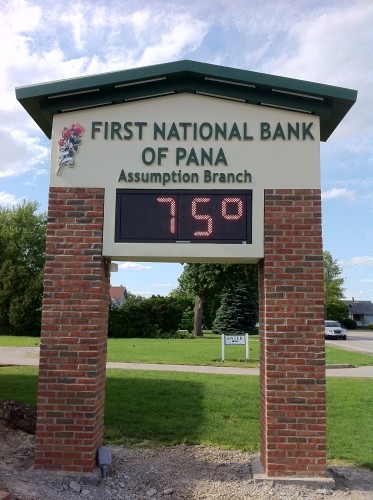 FIRST NATIONAL BANK
OF PANA
Assumption Branch
75°